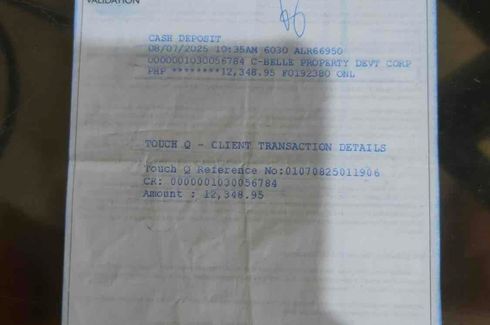 VALIDATION
CASH DEPOSIT
08/07/2025 10:35AM 6030 ALR66950
0000001030056784 C-BELLE PROPERTY DEVT CORP
PHP ********12,348.95 F0192380 ONL
TOUCH Q - CLIENT TRANSACTION DETAILS
Touch Q Reference No:01070825011906
CR: 0000001030056784
Amount : 12,348.95